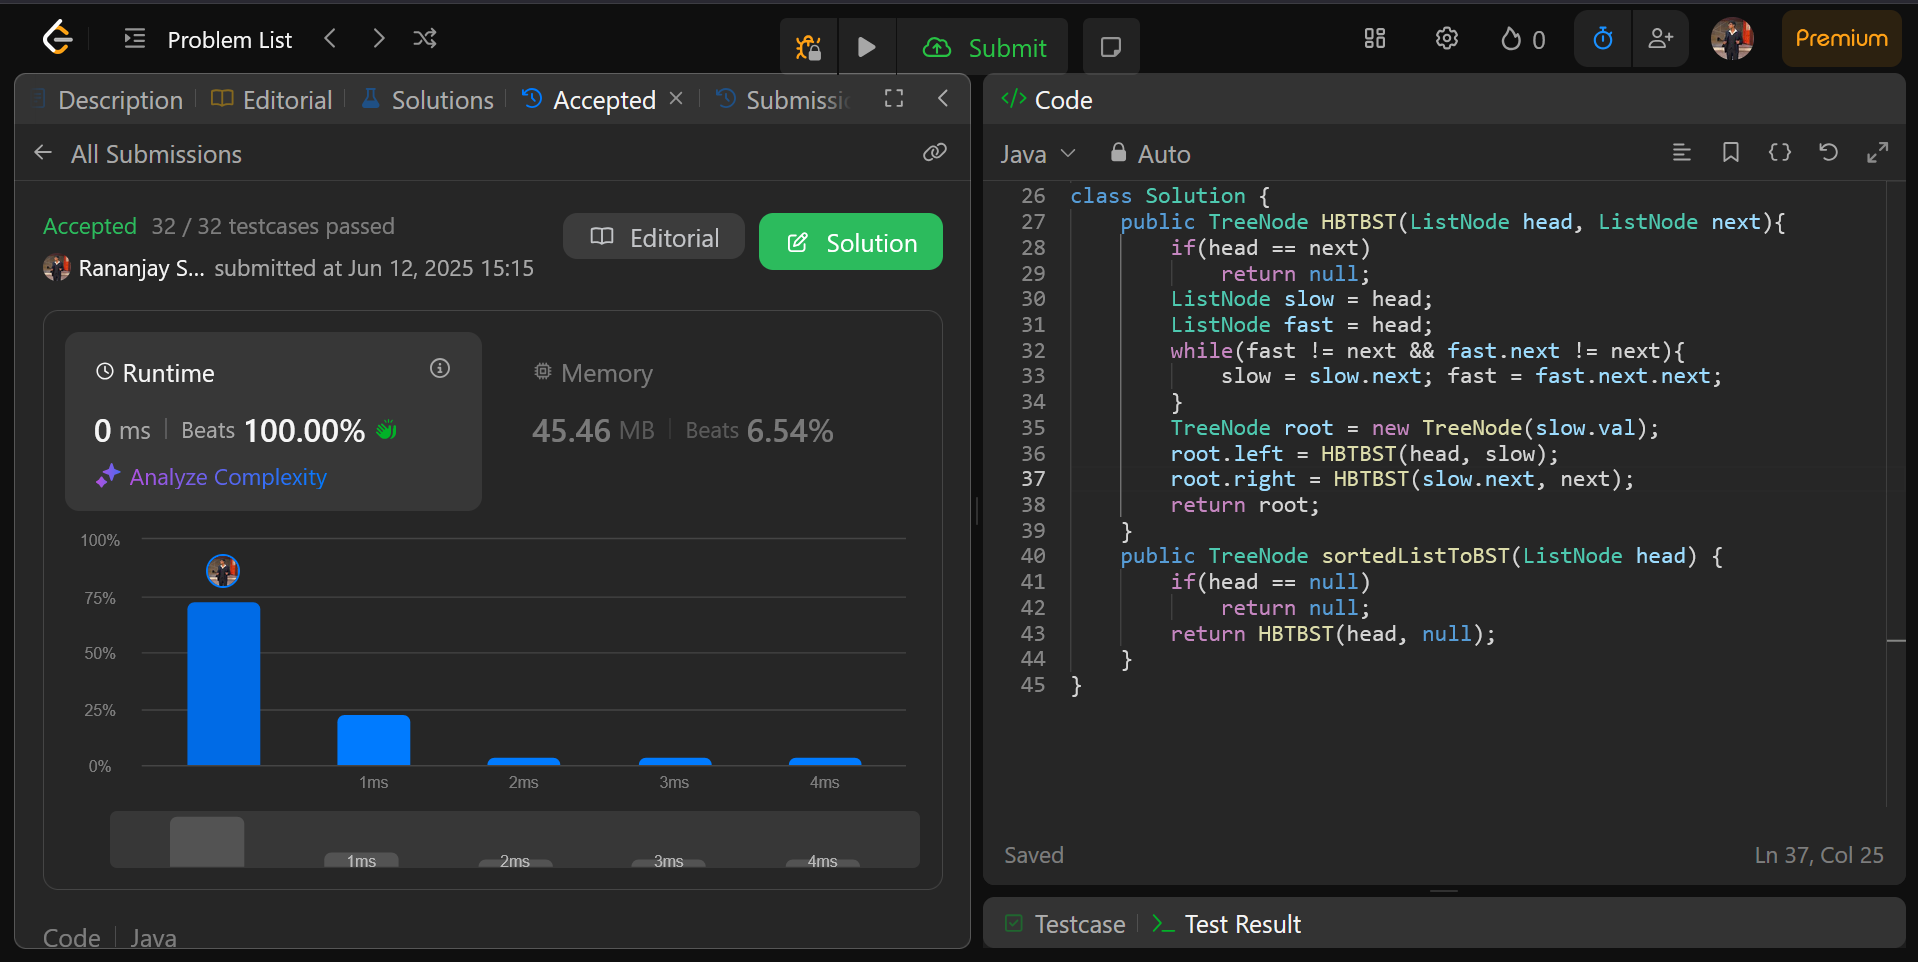 Problem List
Submit
0
Premium
Description
Editorial
Solutions
Accepted
All Submissions
Accepted 32 / 32 testcases passed
Rananjay S... submitted at Jun 12, 2025 15:15
Editorial
Solution
Runtime
0 ms Beats 100.00%
Analyze Complexity
Memory
45.46 MB Beats 6.54%
100%
75%
50%
25%
0%
1ms 2ms 3ms 4ms
1ms 2ms 3ms 4ms
Code Java
</> Code
Java Auto
26 class Solution {
27 public TreeNode HBTBST(ListNode head, ListNode next){
28 if(head == next)
29 return null;
30 ListNode slow = head;
31 ListNode fast = head;
32 while(fast != next && fast.next != next){
33 slow = slow.next; fast = fast.next.next;
34 }
35 TreeNode root = new TreeNode(slow.val);
36 root.left = HBTBST(head, slow);
37 root.right = HBTBST(slow.next, next);
38 return root;
39 }
40 public TreeNode sortedListToBST(ListNode head) {
41 if(head == null)
42 return null;
43 return HBTBST(head, null);
44 }
45 }
Saved
Ln 37, Col 25
Testcase
Test Result